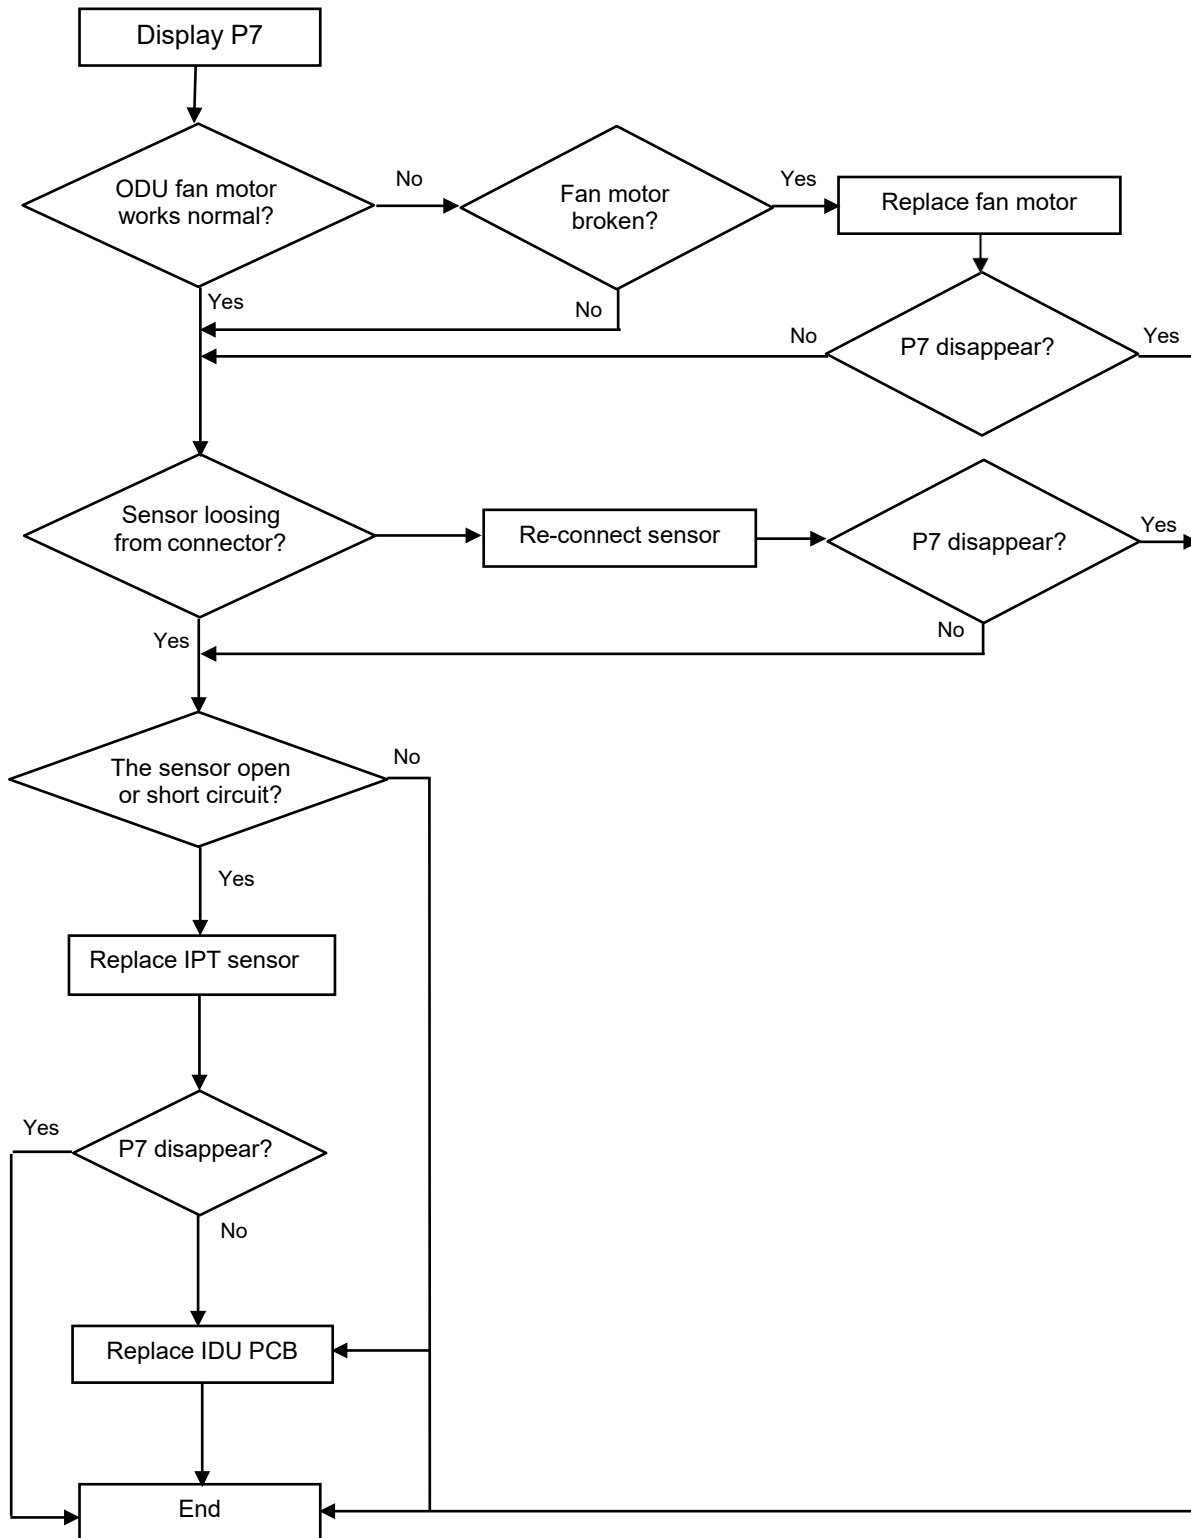 Display P7
ODU fan motor
works normal?
No
Fan motor
broken?
Yes
Replace fan motor
Yes
No
No
P7 disappear?
Yes
Sensor loosing
from connector?
Re-connect sensor
P7 disappear?
Yes
Yes
No
The sensor open
or short circuit?
No
Yes
Replace IPT sensor
Yes
P7 disappear?
No
Replace IDU PCB
End